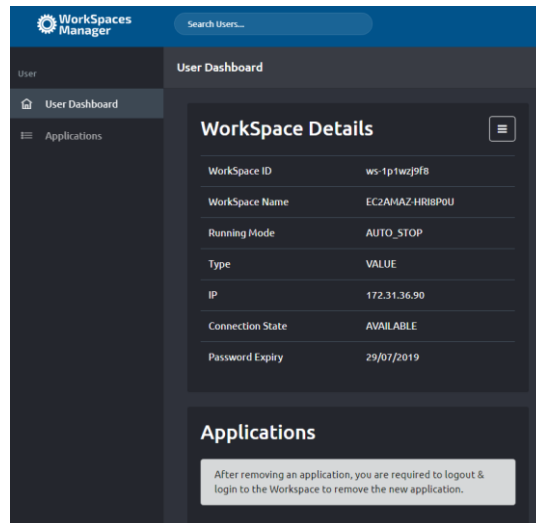 WorkSpaces
Manager
Search Users...
User
User Dashboard
User Dashboard
Applications
WorkSpace Details
WorkSpace ID ws-1p1wzj9f8
WorkSpace Name EC2AMAZ-HRI8P0U
Running Mode AUTO_STOP
Type VALUE
IP 172.31.36.90
Connection State AVAILABLE
Password Expiry 29/07/2019
Applications
After removing an application, you are required to logout &
login to the Workspace to remove the new application.